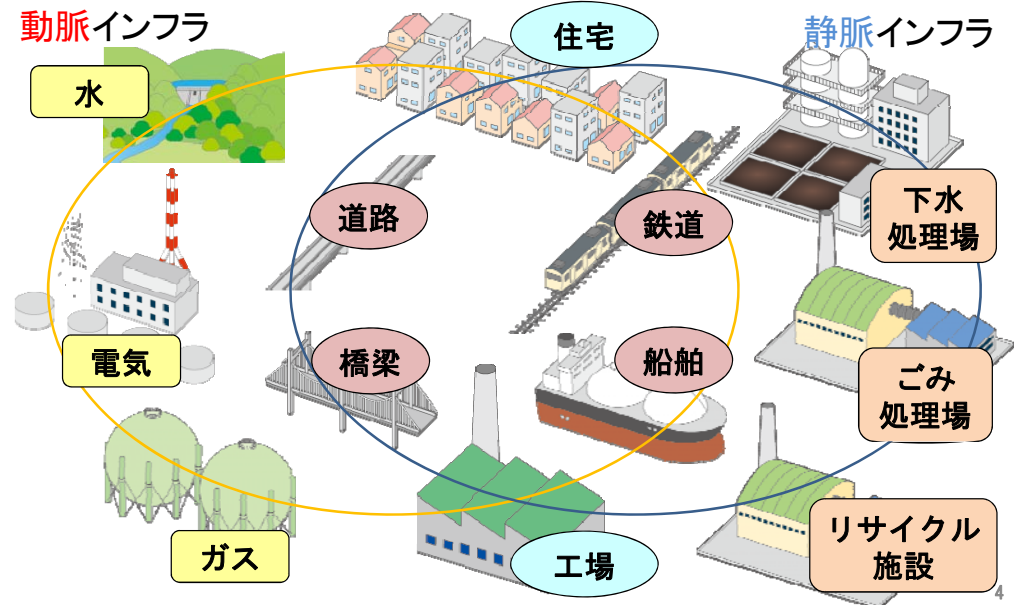 動脈インフラ
静脈インフラ
住宅
水
道路
鉄道
下水
処理場
電気
橋梁
船舶
ごみ
処理場
ガス
工場
リサイクル
施設
4